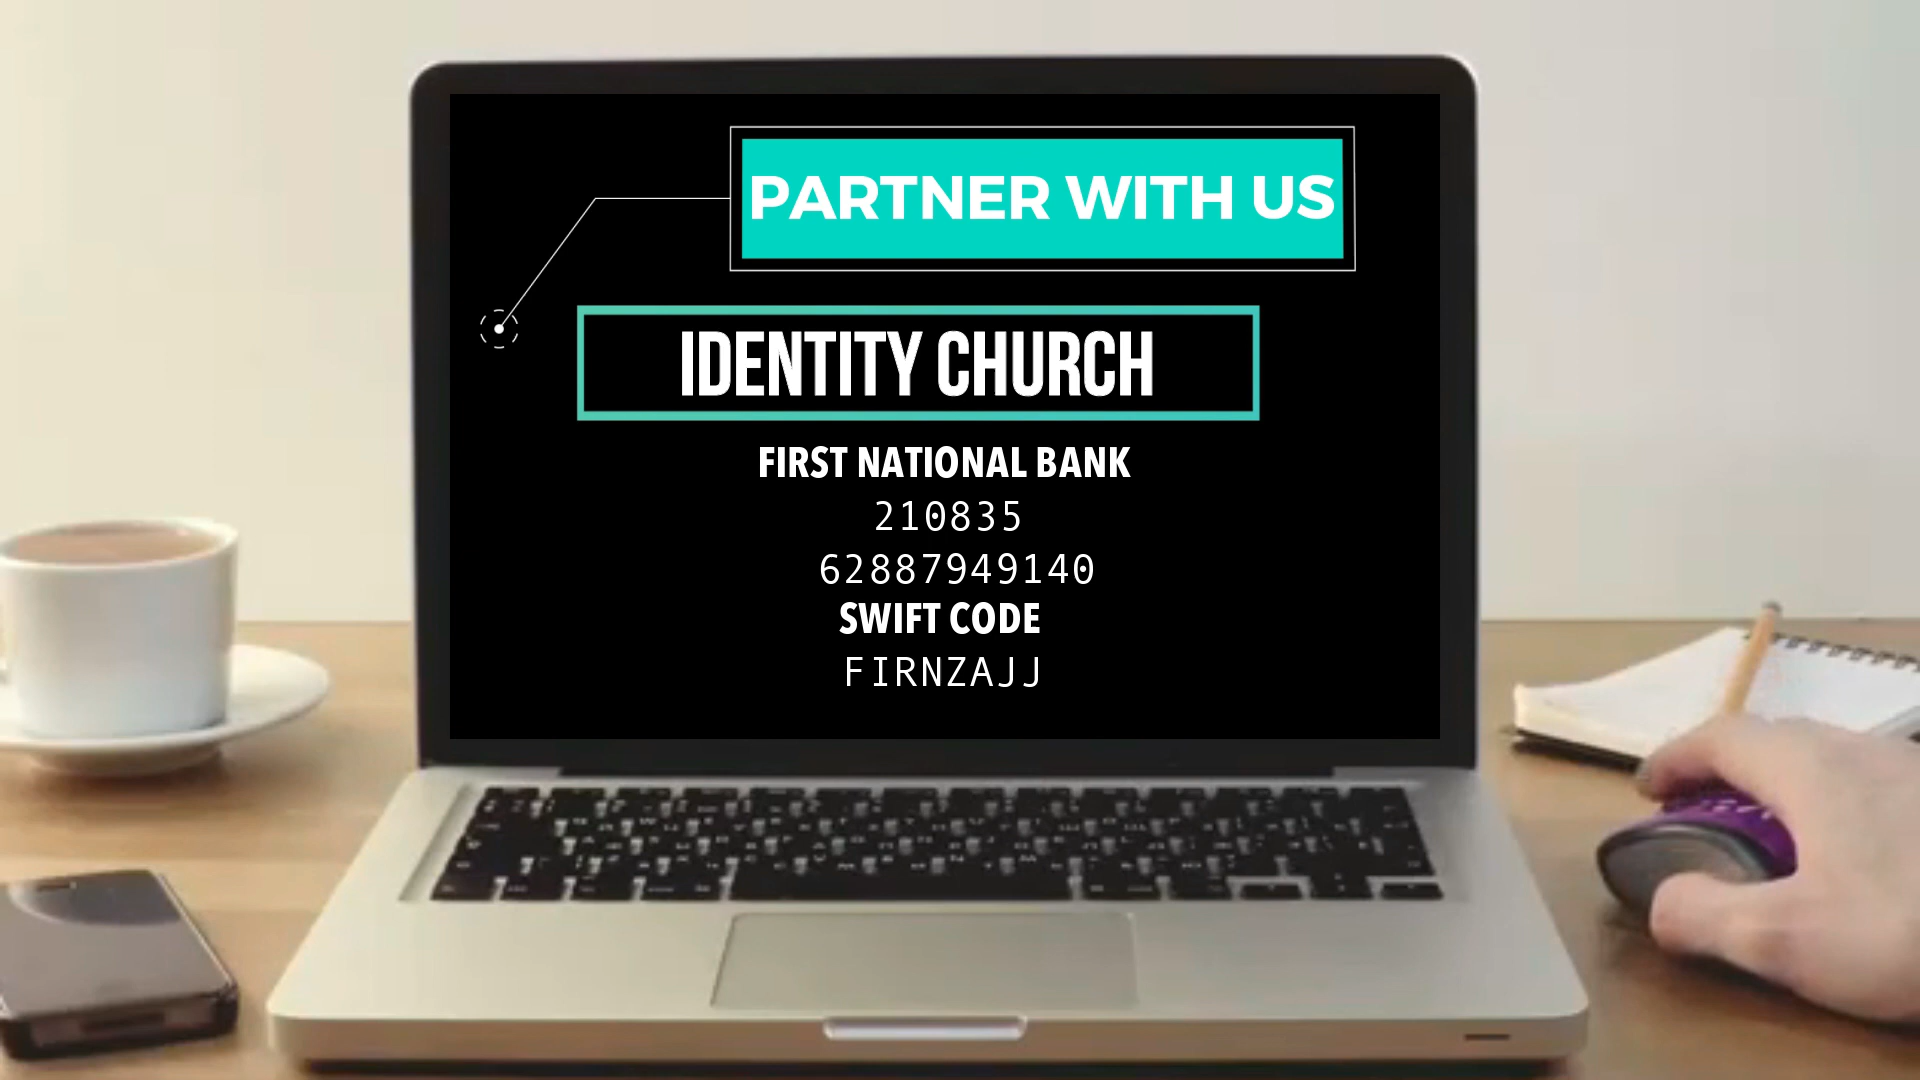 PARTNER WITH US
IDENTITY CHURCH
FIRST NATIONAL BANK
210835
62887949140
SWIFT CODE
FIRNZAJJ